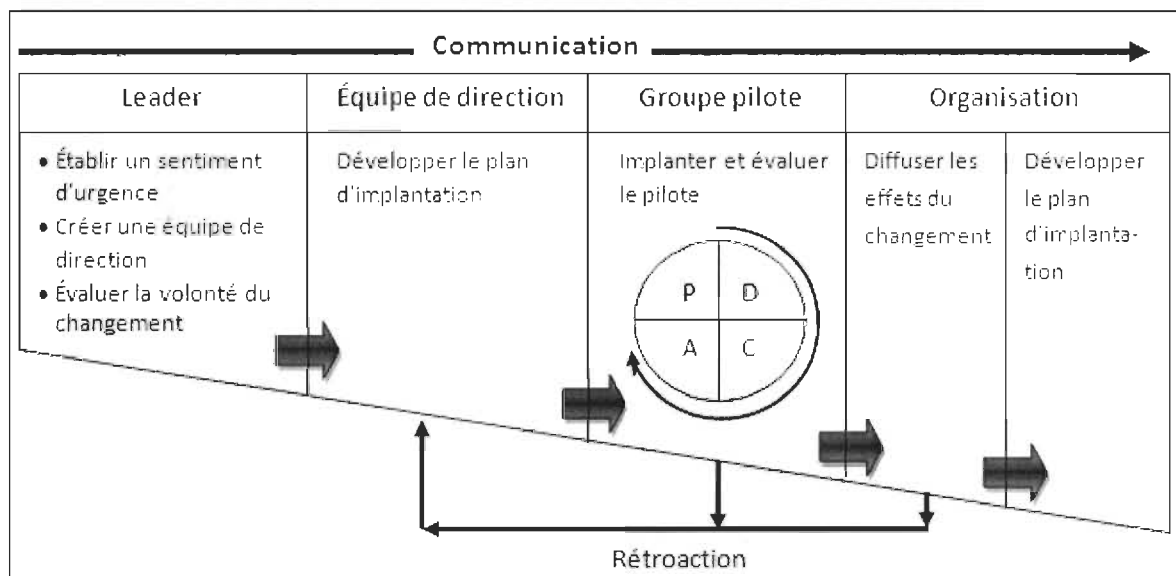 Communication
Leader
Équipe de direction
Groupe pilote
Organisation
• Établir un sentiment
d'urgence
• Créer une équipe de
direction
• Évaluer la volonté du
changement
Développer le plan
d'implantation
Implanter et évaluer
le pilote
P D
A C
Diffuser les
effets du
changement
Développer
le plan
d'implanta-
tion
Rétroaction